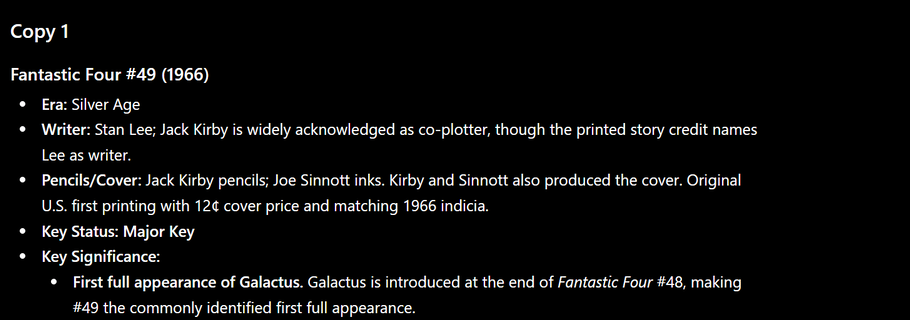 Copy 1
Fantastic Four #49 (1966)
• Era: Silver Age
• Writer: Stan Lee; Jack Kirby is widely acknowledged as co-plotter, though the printed story credit names
Lee as writer.
• Pencils/Cover: Jack Kirby pencils; Joe Sinnott inks. Kirby and Sinnott also produced the cover. Original
U.S. first printing with 12¢ cover price and matching 1966 indicia.
• Key Status: Major Key
• Key Significance:
• First full appearance of Galactus. Galactus is introduced at the end of Fantastic Four #48, making
#49 the commonly identified first full appearance.